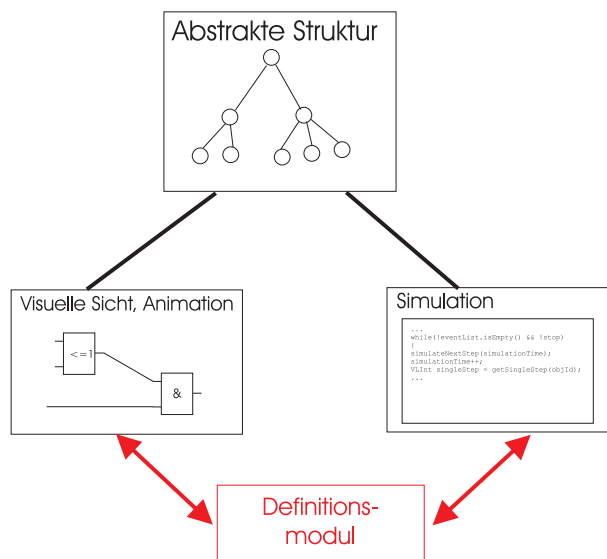 Abstrakte Struktur
Visuelle Sicht, Animation
<=1
&
Simulation
...
while(!eventList.isEmpty() && !stop)
{
simulateNextStep(simulationTime);
simulationTime++;
VLInt singleStep = getSingleStep(objId);
...
Definitions-
modul